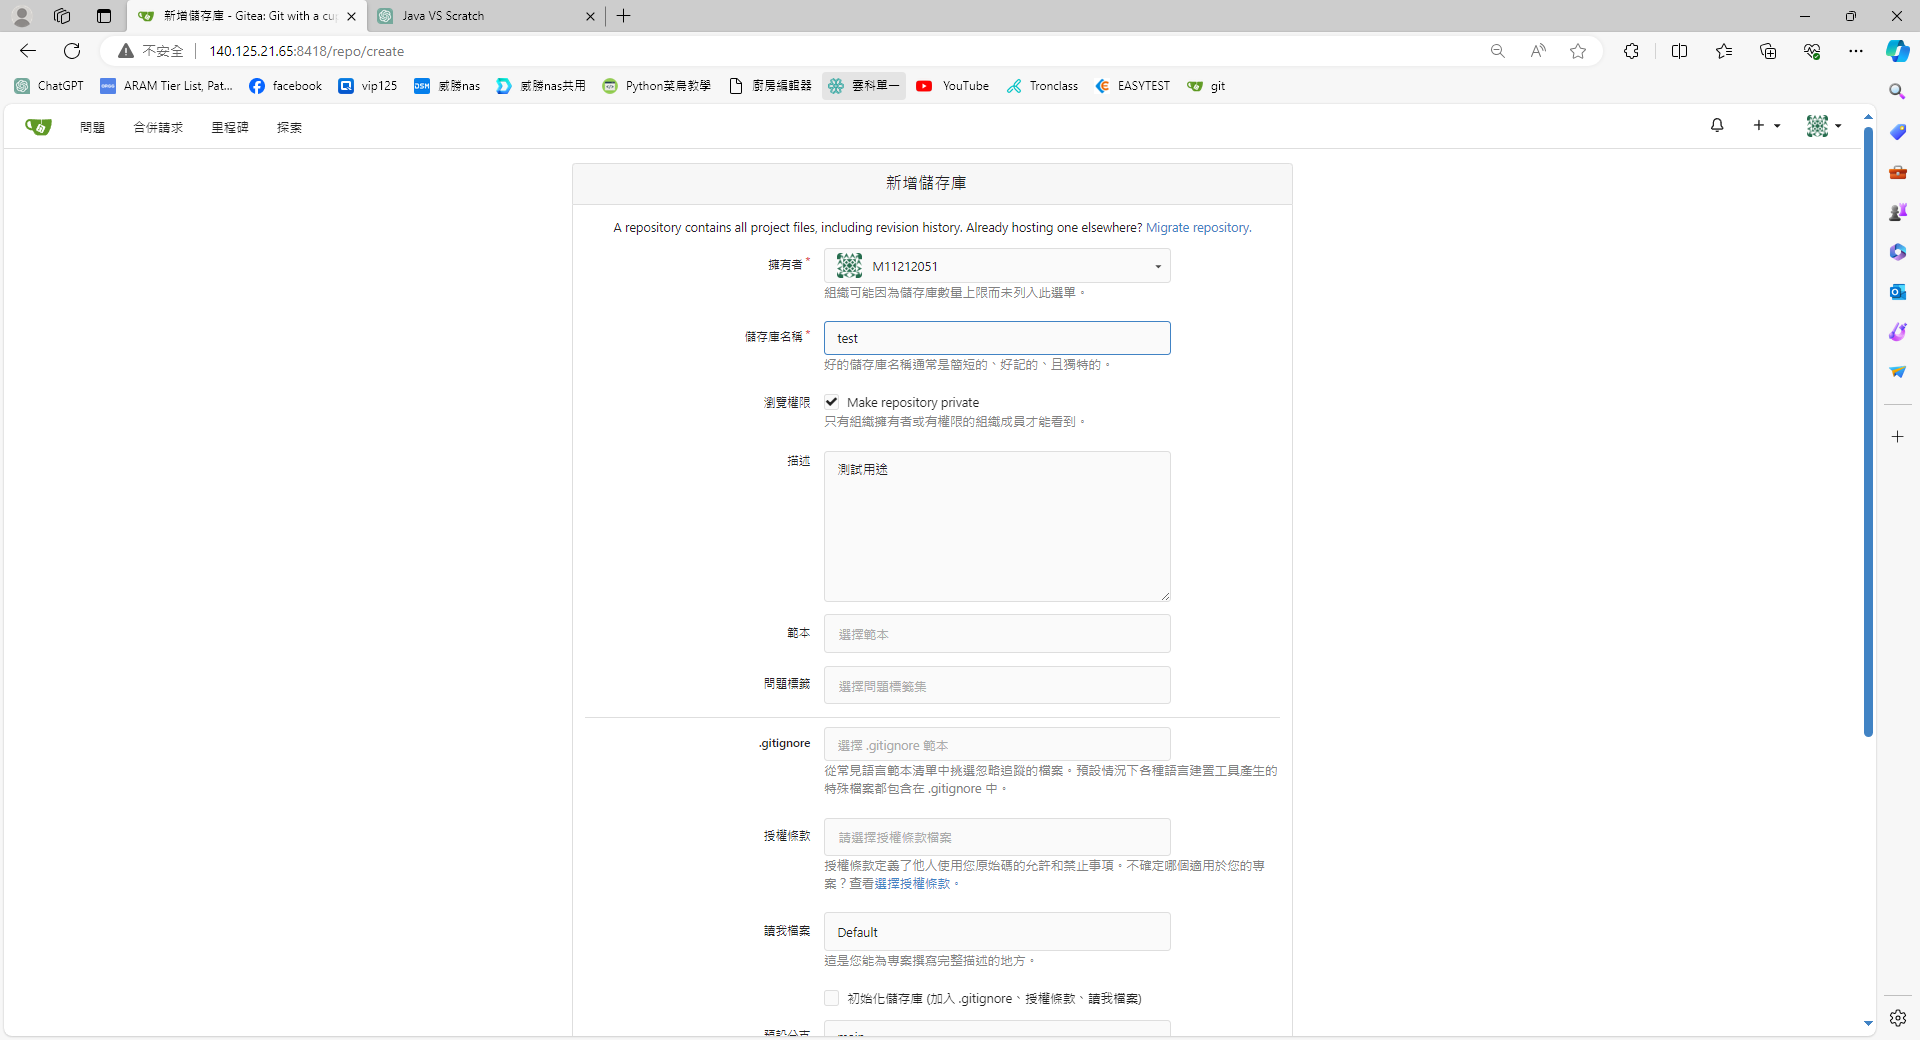 新增儲存庫 - Gitea: Git with a cu
Java VS Scratch
不安全
140.125.21.65:8418/repo/create
ChatGPT
ARAM Tier List, Pat...
facebook
vip125
威勝nas
威勝nas共用
Python菜鳥教學
廚房編輯器
雲科單一
YouTube
Tronclass
EASYTEST
git
問題
合併請求
里程碑
探索
新增儲存庫
A repository contains all project files, including revision history. Already hosting one elsewhere? Migrate repository.
擁有者*
M11212051
組織可能因為儲存庫數量上限而未列入此選單。
儲存庫名稱*
test
好的儲存庫名稱通常是簡短的、好記的、且獨特的。
瀏覽權限
Make repository private
只有組織擁有者或有權限的組織成員才能看到。
描述
測試用途
範本
選擇範本
問題標籤
選擇問題標籤集
.gitignore
選擇 .gitignore 範本
從常見語言範本清單中挑選忽略追蹤的檔案。預設情況下各種語言建置工具產生的
特殊檔案都包含在 .gitignore 中。
授權條款
請選擇授權條款檔案
授權條款定義了他人使用您原始碼的允許和禁止事項。不確定哪個適用於您的專
案？查看選擇授權條款。
讀我檔案
Default
這是您能為專案撰寫完整描述的地方。
初始化儲存庫 (加入 .gitignore、授權條款、讀我檔案)
預設分支
main